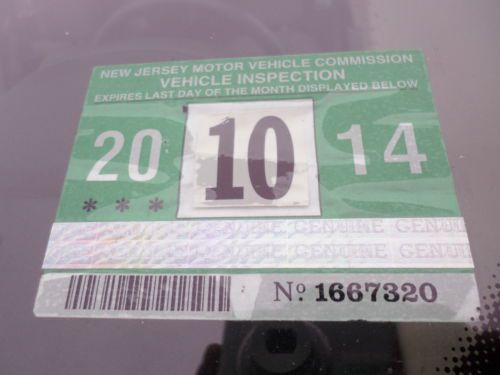 NEW JERSEY MOTOR VEHICLE COMMISSION
VEHICLE INSPECTION
EXPIRES LAST DAY OF THE MONTH DISPLAYED BELOW
20 10 14
* * *
GENUINE GENUINE GENUINE
Nº 1667320